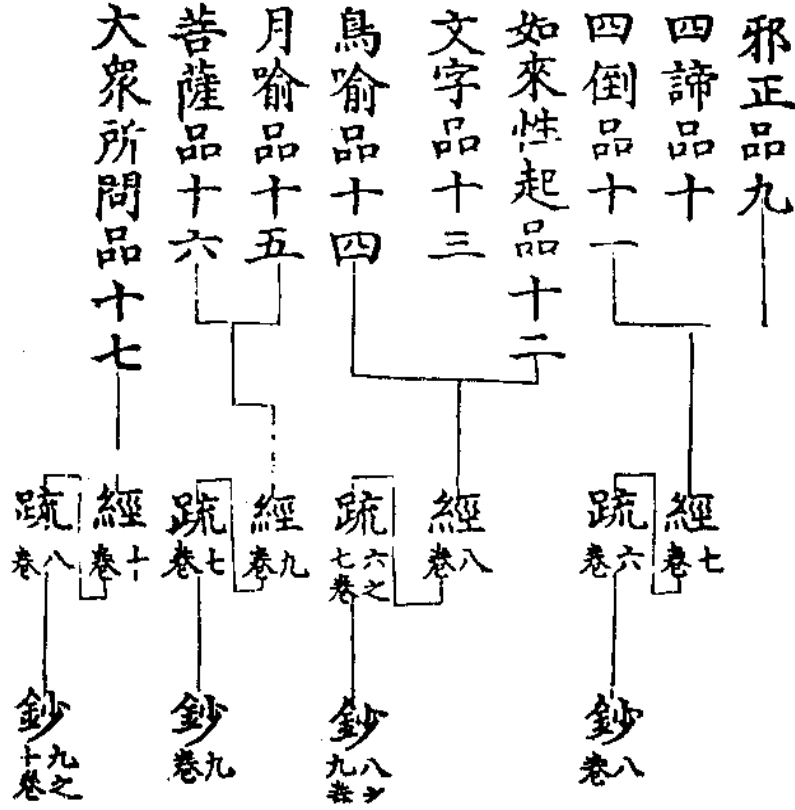 邪正品九
四諦品十
四倒品十一
如來性起品十二
文字品十三
鳥喻品十四
月喻品十五
菩薩品十六
大眾所問品十七
經七卷
疏六卷
鈔八卷
經八卷
疏六之七卷
鈔八之九卷
經九卷
疏七卷
鈔九卷
經十卷
疏八卷
鈔九之十卷